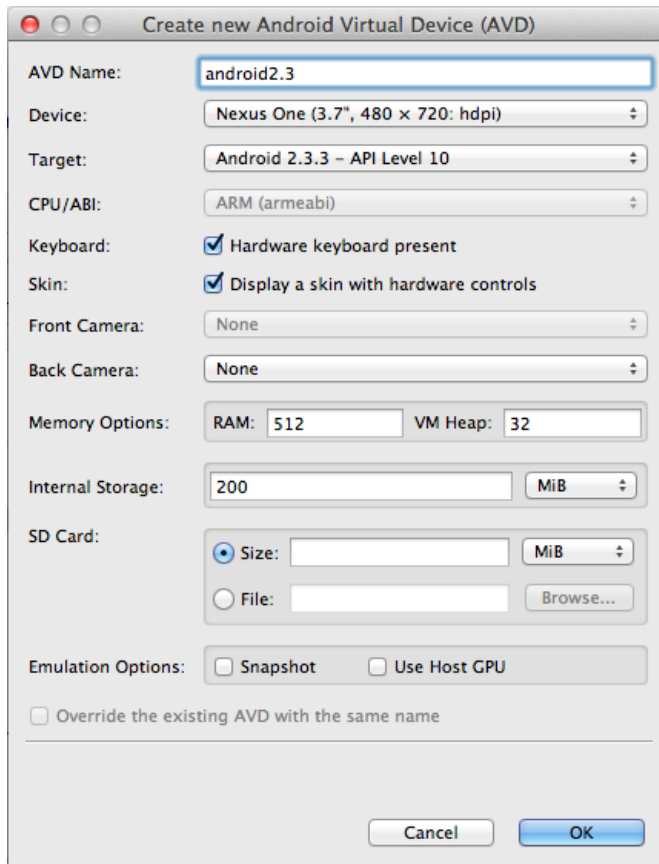 Create new Android Virtual Device (AVD)
AVD Name: android2.3
Device: Nexus One (3.7", 480 × 720: hdpi)
Target: Android 2.3.3 – API Level 10
CPU/ABI: ARM (armeabi)
Keyboard: Hardware keyboard present
Skin: Display a skin with hardware controls
Front Camera: None
Back Camera: None
Memory Options: RAM: 512 VM Heap: 32
Internal Storage: 200 MiB
SD Card:
Size: MiB
File: Browse...
Emulation Options: Snapshot Use Host GPU
Override the existing AVD with the same name
Cancel OK